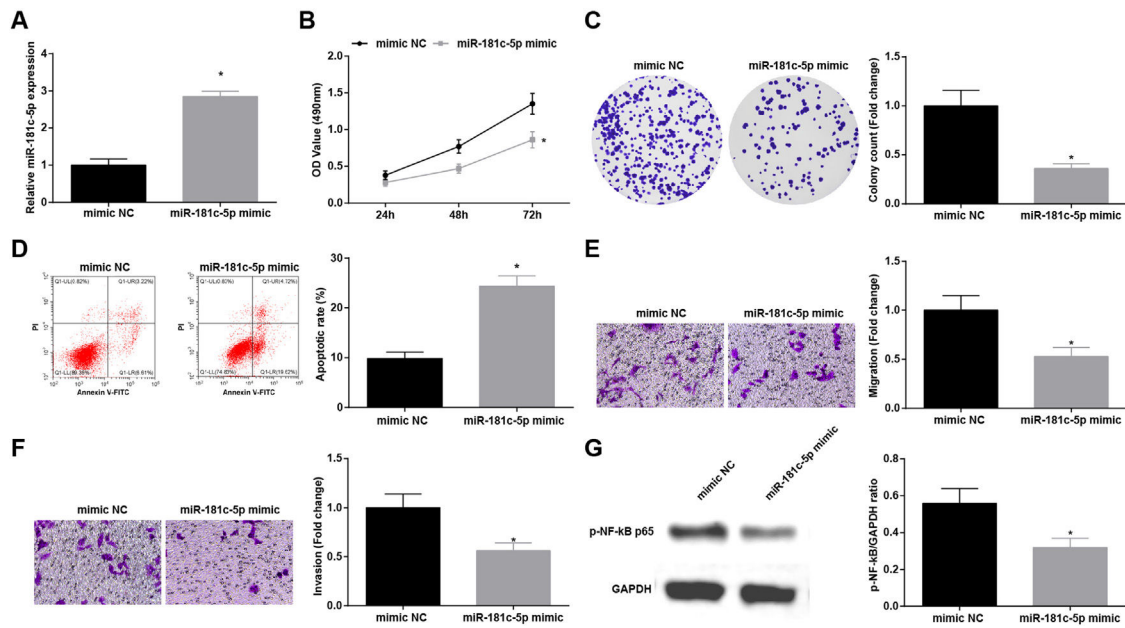 A
Relative miR-181c-5p expression
4
3
2
1
0
mimic NC
miR-181c-5p mimic
*
B
mimic NC
miR-181c-5p mimic
OD Value (490nm)
2.0
1.5
1.0
0.5
0.0
24h
48h
72h
*
C
mimic NC
miR-181c-5p mimic
Colony count (Fold change)
1.5
1.0
0.5
0.0
*
mimic NC
miR-181c-5p mimic
D
mimic NC
miR-181c-5p mimic
PI
Annexin V-FITC
PI
Annexin V-FITC
Apoptotic rate (%)
30
20
10
0
*
mimic NC
miR-181c-5p mimic
E
mimic NC
miR-181c-5p mimic
Migration (Fold change)
1.5
1.0
0.5
0.0
*
mimic NC
miR-181c-5p mimic
F
mimic NC
miR-181c-5p mimic
Invasion (Fold change)
1.5
1.0
0.5
0.0
*
mimic NC
miR-181c-5p mimic
G
mimic NC
miR-181c-5p mimic
p-NF-kB p65
GAPDH
p-NF-kB/GAPDH ratio
0.8
0.6
0.4
0.2
0.0
*
mimic NC
miR-181c-5p mimic